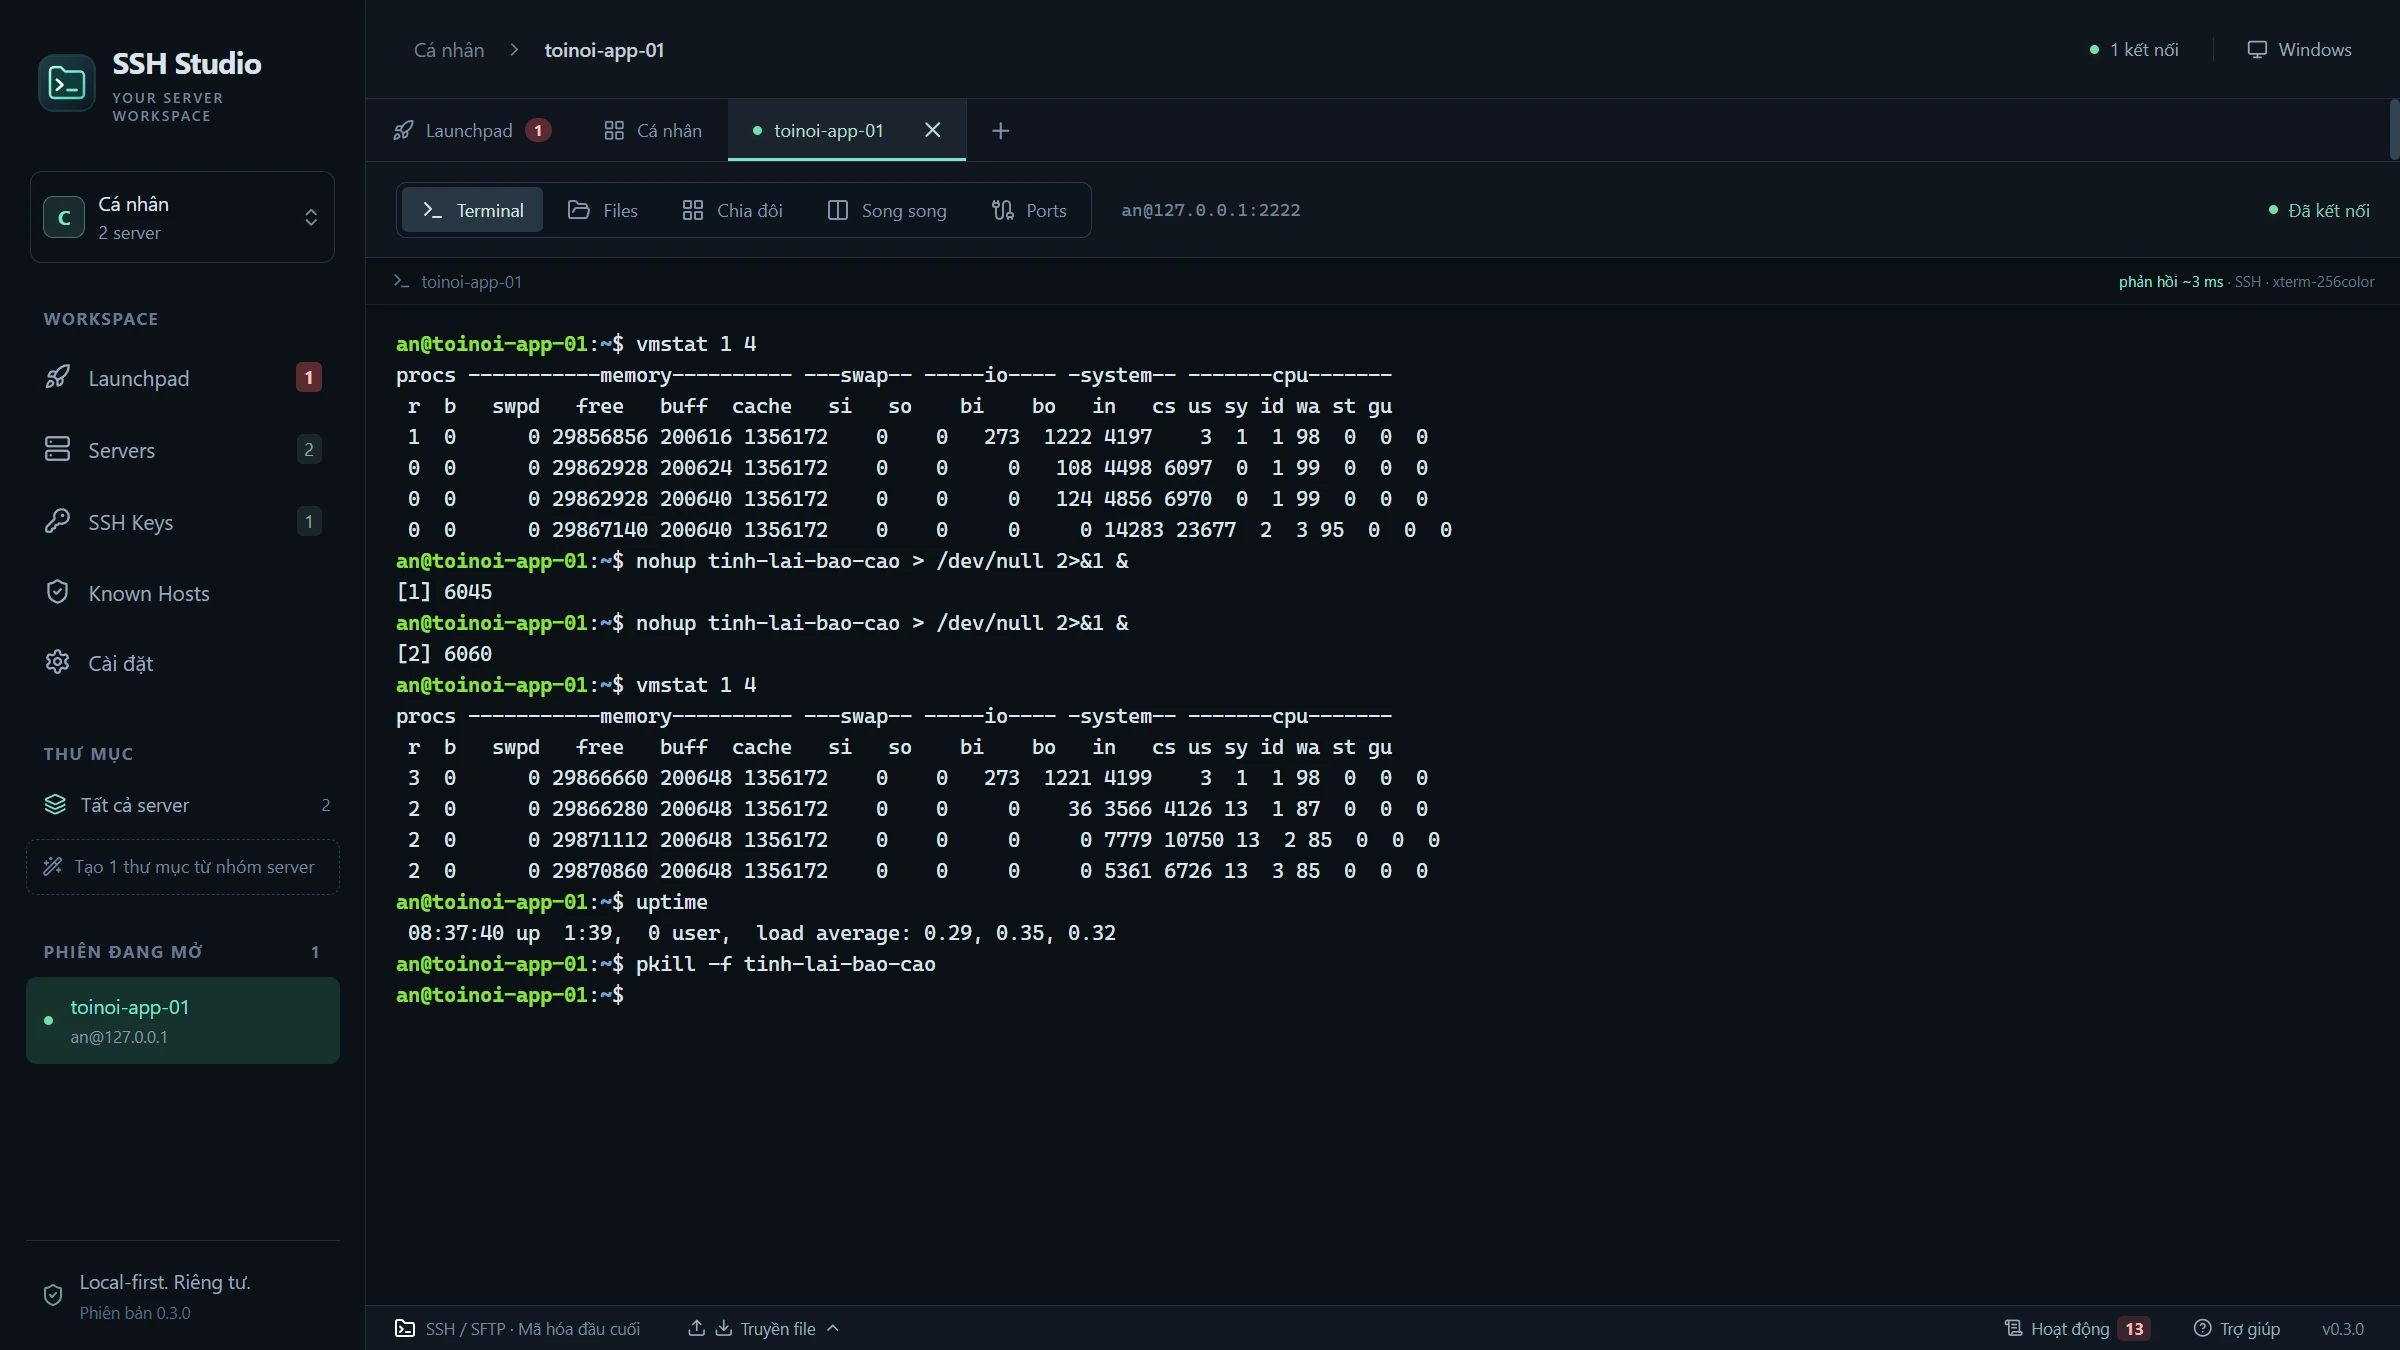 SSH Studio
YOUR SERVER
WORKSPACE
C
Cá nhân
2 server
WORKSPACE
Launchpad 1
Servers 2
SSH Keys 1
Known Hosts
Cài đặt
THƯ MỤC
Tất cả server 2
Tạo 1 thư mục từ nhóm server
PHIÊN ĐANG MỞ 1
toinoi-app-01
an@127.0.0.1
Local-first. Riêng tư.
Phiên bản 0.3.0
Cá nhân > toinoi-app-01
1 kết nối
Windows
Launchpad 1
Cá nhân
toinoi-app-01
Terminal
Files
Chia đôi
Song song
Ports
an@127.0.0.1:2222
Đã kết nối
toinoi-app-01
phản hồi ~3 ms · SSH · xterm-256color
an@toinoi-app-01:~$ vmstat 1 4
procs -----------memory---------- ---swap-- -----io---- -system-- -------cpu-------
 r  b   swpd   free   buff  cache   si   so    bi    bo   in   cs us sy id wa st gu
 1  0      0 29856856 200616 1356172    0    0   273  1222 4197    3  1  1 98  0  0  0
 0  0      0 29862928 200624 1356172    0    0     0   108 4498 6097  0  1 99  0  0  0
 0  0      0 29862928 200640 1356172    0    0     0   124 4856 6970  0  1 99  0  0  0
 0  0      0 29867140 200640 1356172    0    0     0     0 14283 23677  2  3 95  0  0  0
an@toinoi-app-01:~$ nohup tinh-lai-bao-cao > /dev/null 2>&1 &
[1] 6045
an@toinoi-app-01:~$ nohup tinh-lai-bao-cao > /dev/null 2>&1 &
[2] 6060
an@toinoi-app-01:~$ vmstat 1 4
procs -----------memory---------- ---swap-- -----io---- -system-- -------cpu-------
 r  b   swpd   free   buff  cache   si   so    bi    bo   in   cs us sy id wa st gu
 3  0      0 29866660 200648 1356172    0    0   273  1221 4199    3  1  1 98  0  0  0
 2  0      0 29866280 200648 1356172    0    0     0    36 3566 4126 13  1 87  0  0  0
 2  0      0 29871112 200648 1356172    0    0     0     0 7779 10750 13  2 85  0  0  0
 2  0      0 29870860 200648 1356172    0    0     0     0 5361 6726 13  3 85  0  0  0
an@toinoi-app-01:~$ uptime
 08:37:40 up  1:39,  0 user,  load average: 0.29, 0.35, 0.32
an@toinoi-app-01:~$ pkill -f tinh-lai-bao-cao
an@toinoi-app-01:~$
SSH / SFTP · Mã hóa đầu cuối
Truyền file
Hoạt động 13
Trợ giúp
v0.3.0